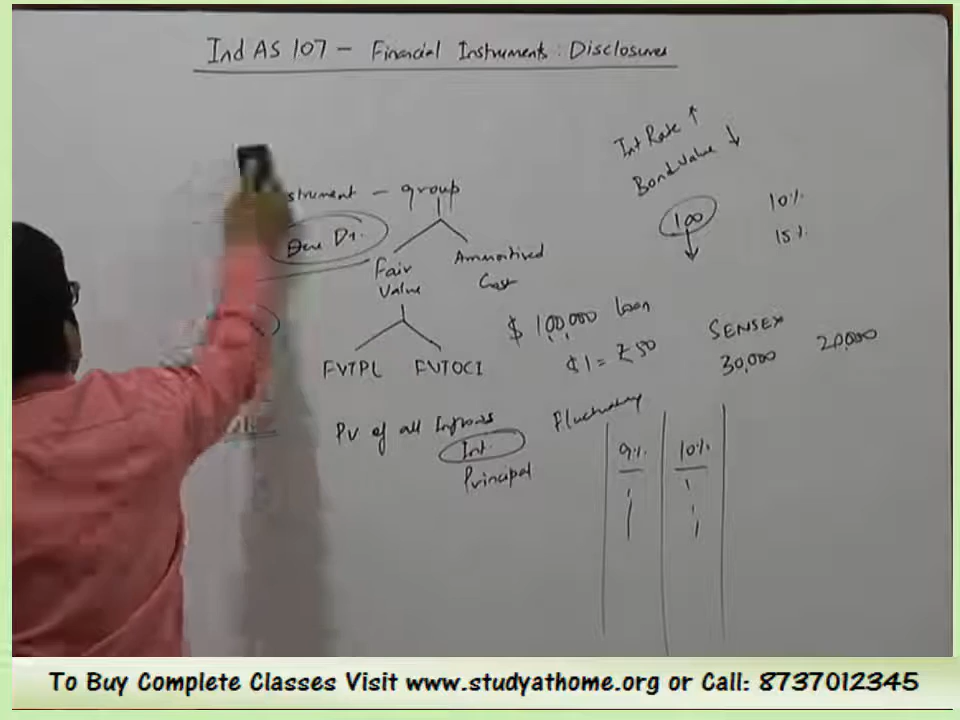 Ind AS 107 - Financial Instruments : Disclosures
strument - group
Fair
Value
Ammortived
Cost
FVTPL FVTOCI
PV of all Inflows
Int.
Principal
Int Rate ↑
Bond Value ↓
100
10%
15%
$ 100,000 loan
$1 = ₹50
SENSEX
30,000 20,000
9% 10%
To Buy Complete Classes Visit www.studyathome.org or Call: 8737012345